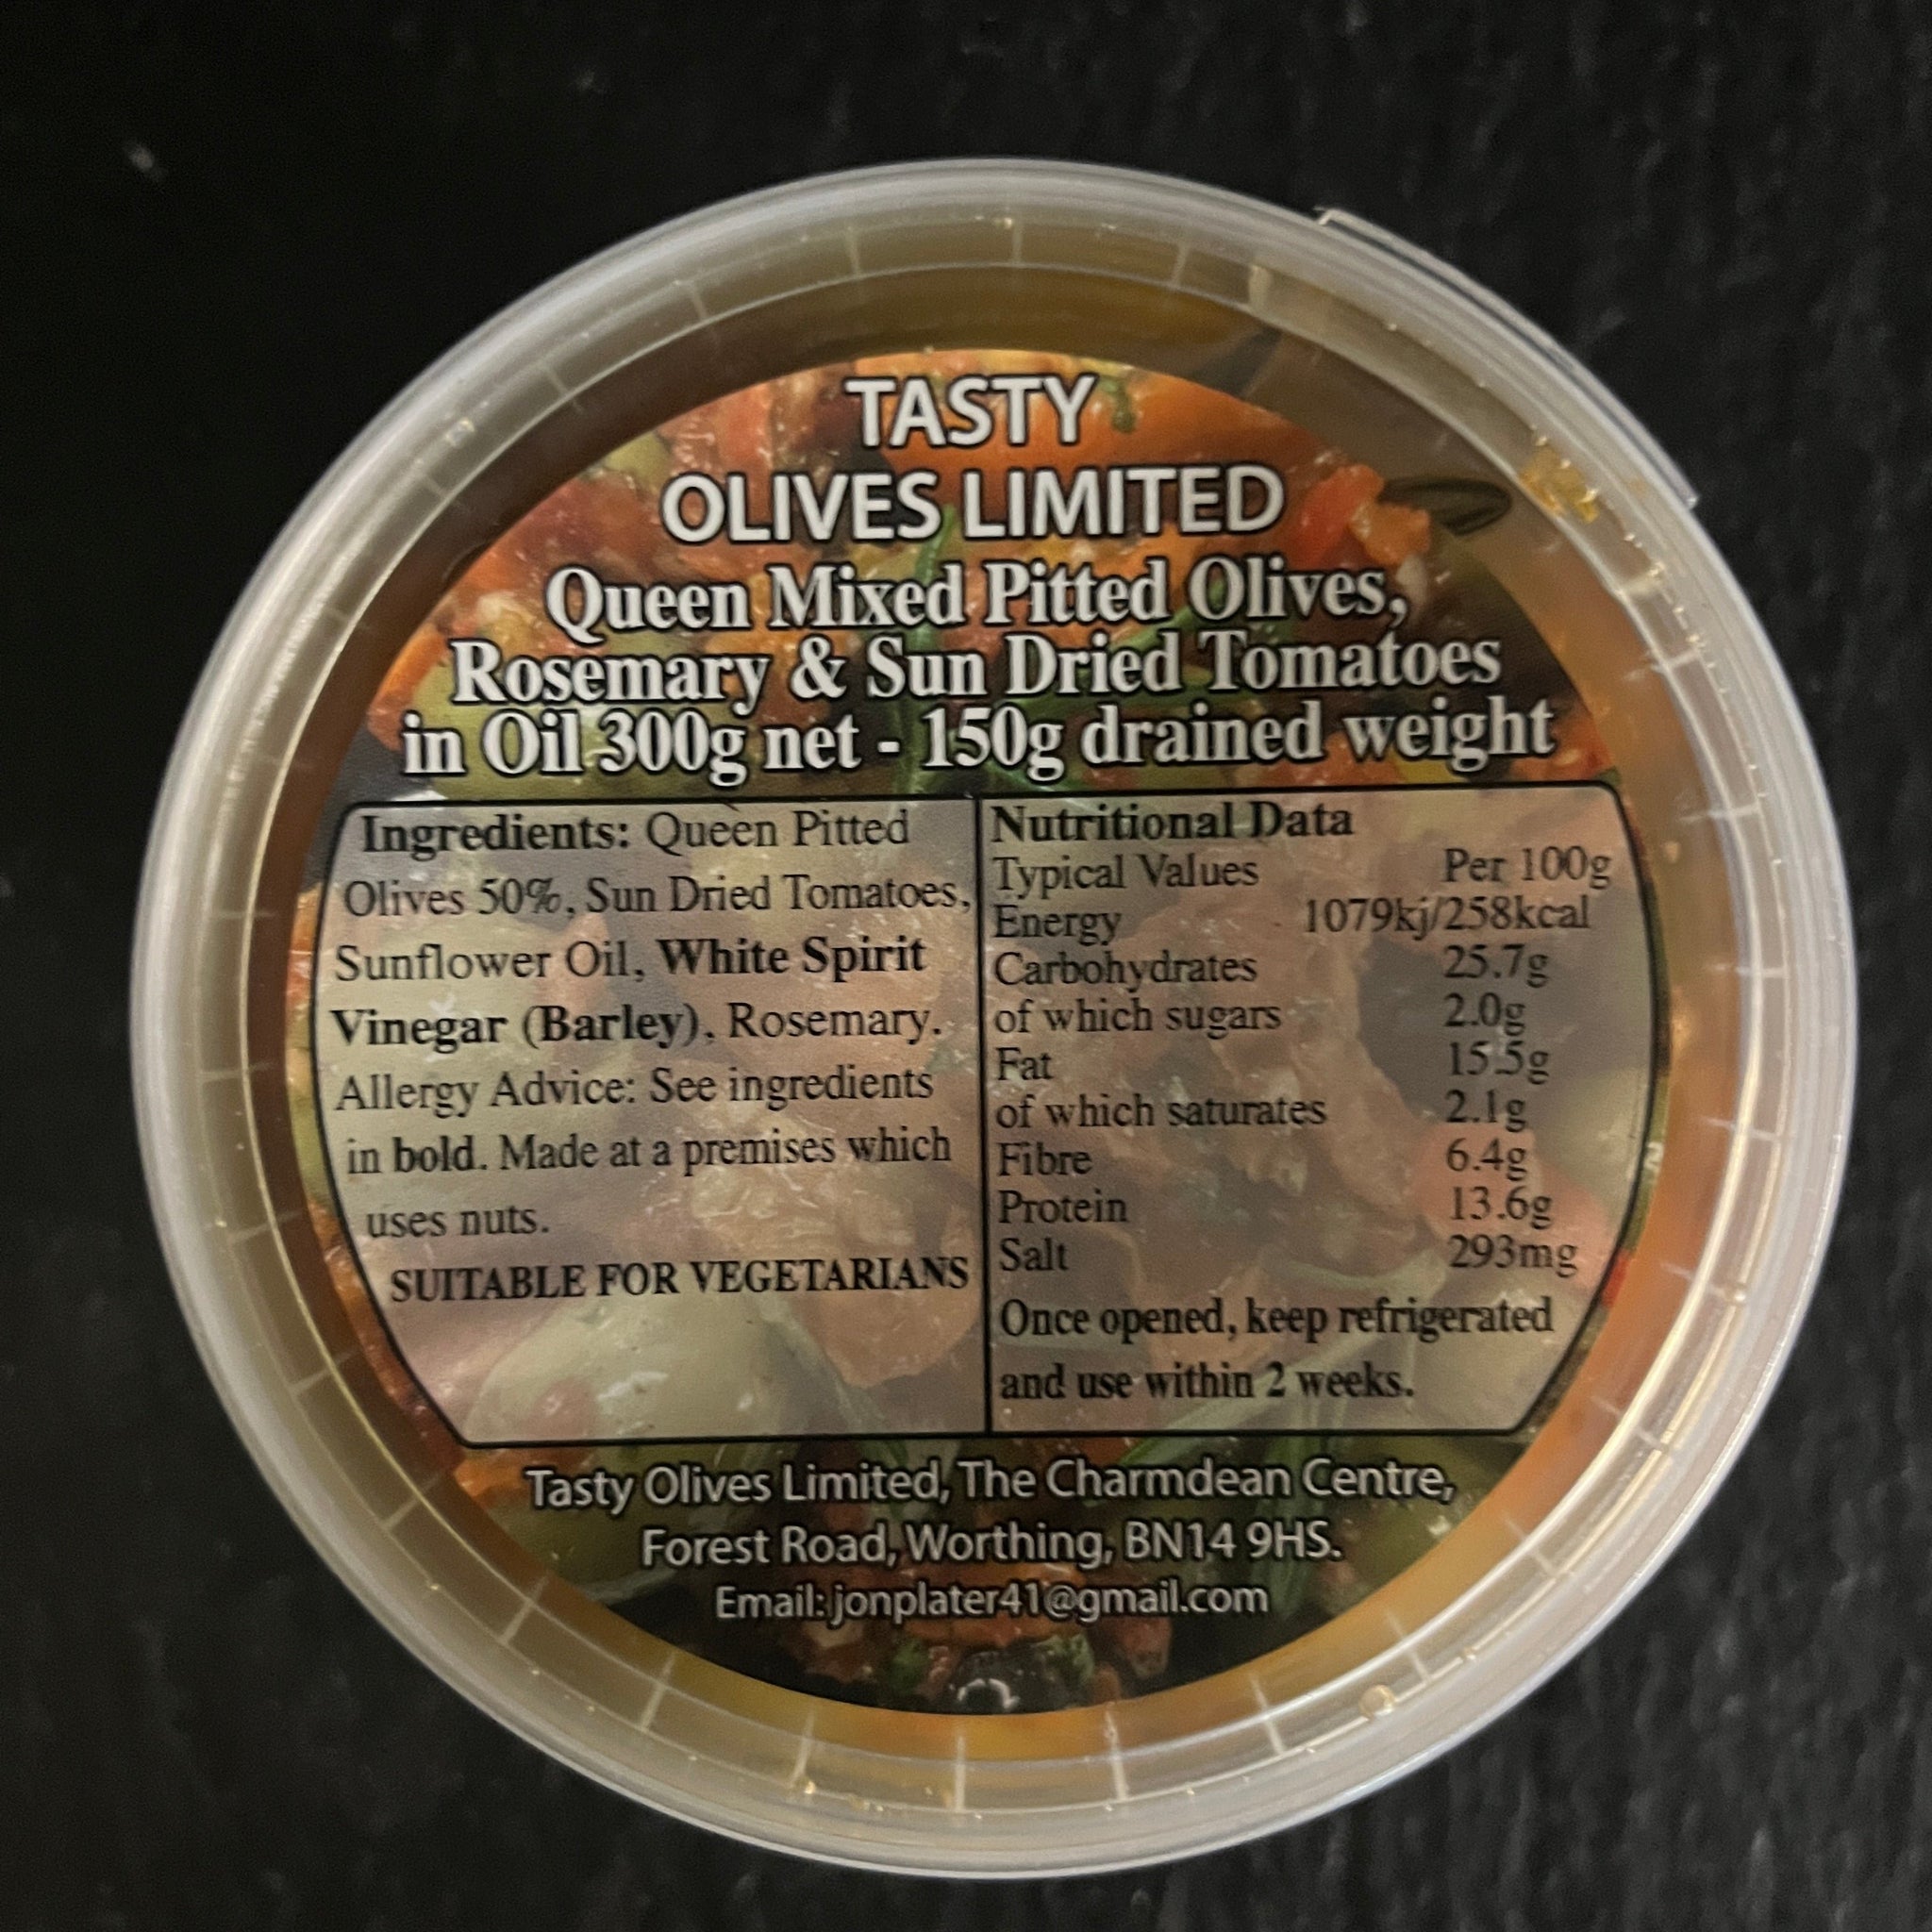 TASTY
OLIVES LIMITED
Queen Mixed Pitted Olives,
Rosemary & Sun Dried Tomatoes
in Oil 300g net - 150g drained weight
Ingredients: Queen Pitted
Olives 50%, Sun Dried Tomatoes,
Sunflower Oil, White Spirit
Vinegar (Barley), Rosemary.
Allergy Advice: See ingredients
in bold. Made at a premises which
uses nuts.
SUITABLE FOR VEGETARIANS
Nutritional Data
Typical Values Per 100g
Energy 1079kj/258kcal
Carbohydrates 25.7g
of which sugars 2.0g
Fat 15.5g
of which saturates 2.1g
Fibre 6.4g
Protein 13.6g
Salt 293mg
Once opened, keep refrigerated
and use within 2 weeks.
Tasty Olives Limited, The Charmdean Centre,
Forest Road, Worthing, BN14 9HS.
Email: jonplater41@gmail.com